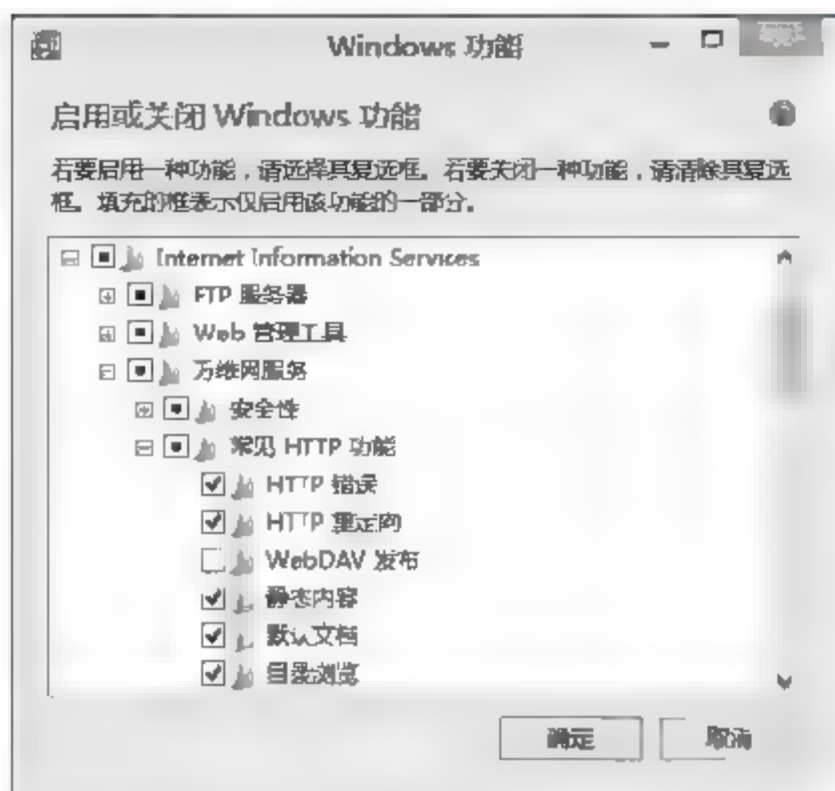 Windows 功能
启用或关闭 Windows 功能
若要启用一种功能，请选择其复选框。若要关闭一种功能，请清除其复选
框。填充的框表示仅启用该功能的一部分。
Internet Information Services
FTP 服务器
Web 管理工具
万维网服务
安全性
常见 HTTP 功能
HTTP 错误
HTTP 重定向
WebDAV 发布
静态内容
默认文档
目录浏览
确定
取消